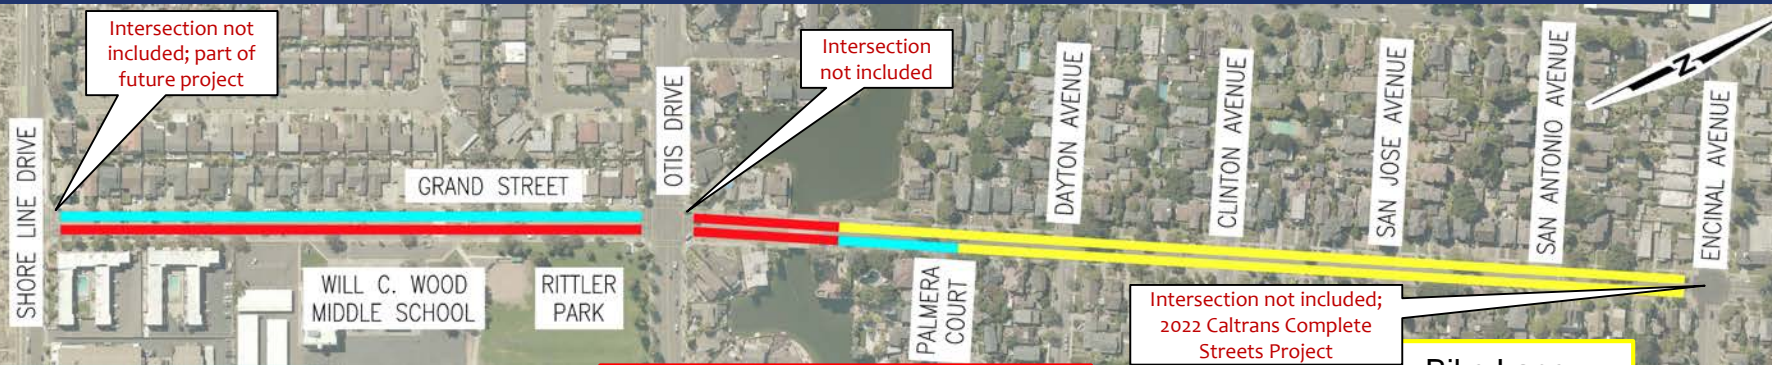 Intersection not
included; part of
future project
Intersection
not included
SHORE LINE DRIVE
GRAND STREET
OTIS DRIVE
DAYTON AVENUE
CLINTON AVENUE
SAN JOSE AVENUE
SAN ANTONIO AVENUE
ENCINAL AVENUE
N
WILL C. WOOD
MIDDLE SCHOOL
RITTLER
PARK
PALMERA
COURT
Intersection not included;
2022 Caltrans Complete
Streets Project
Bike Lane